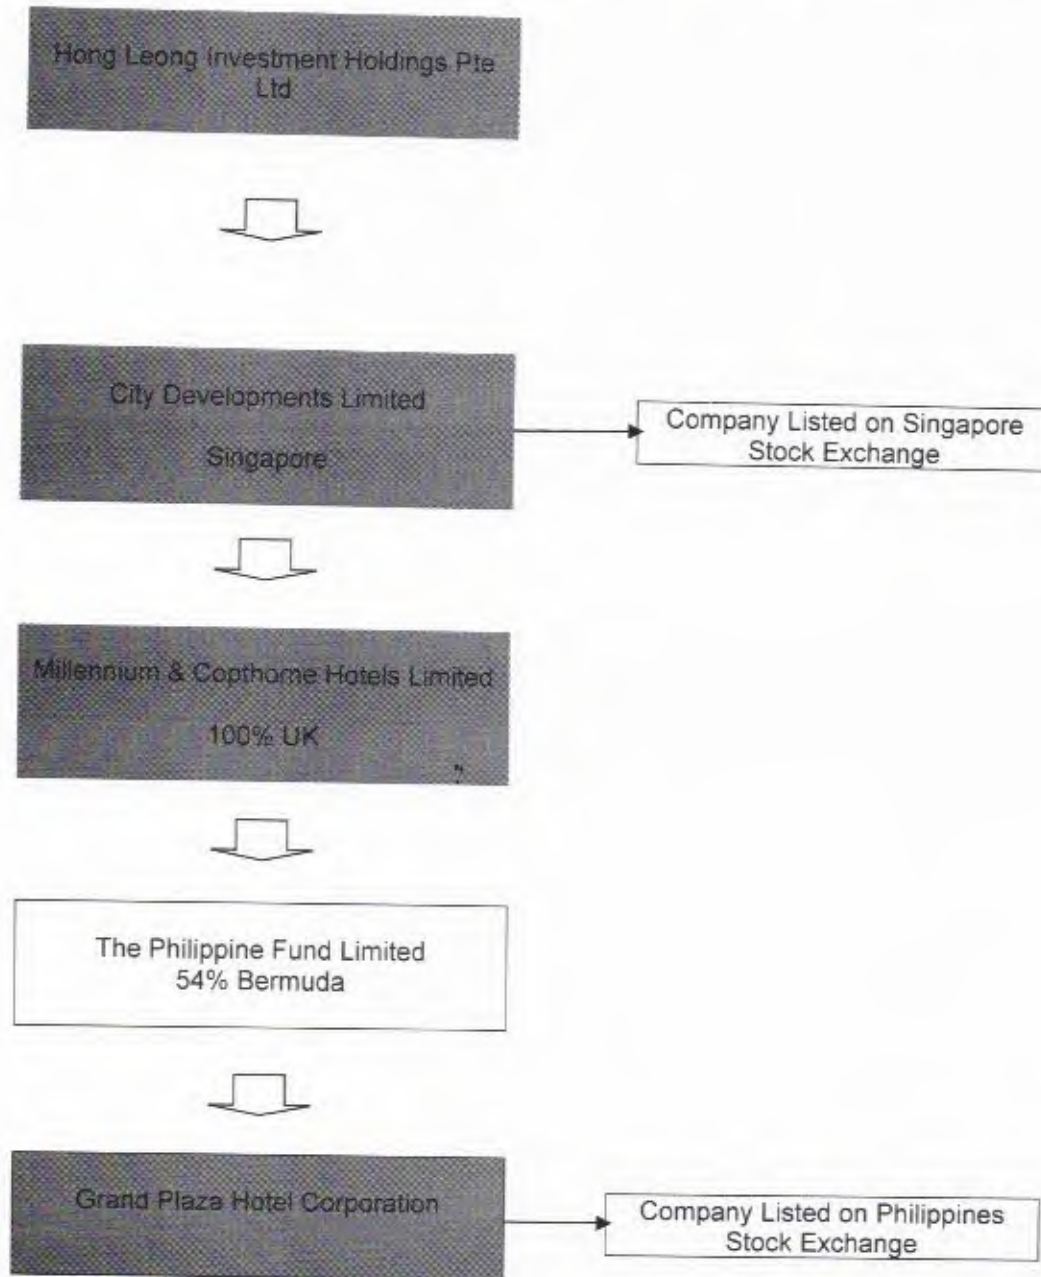 Hong Leong Investment Holdings Pte
Ltd
City Developments Limited
Singapore
Company Listed on Singapore
Stock Exchange
Millennium & Copthorne Hotels Limited
100% UK
The Philippine Fund Limited
54% Bermuda
Grand Plaza Hotel Corporation
Company Listed on Philippines
Stock Exchange